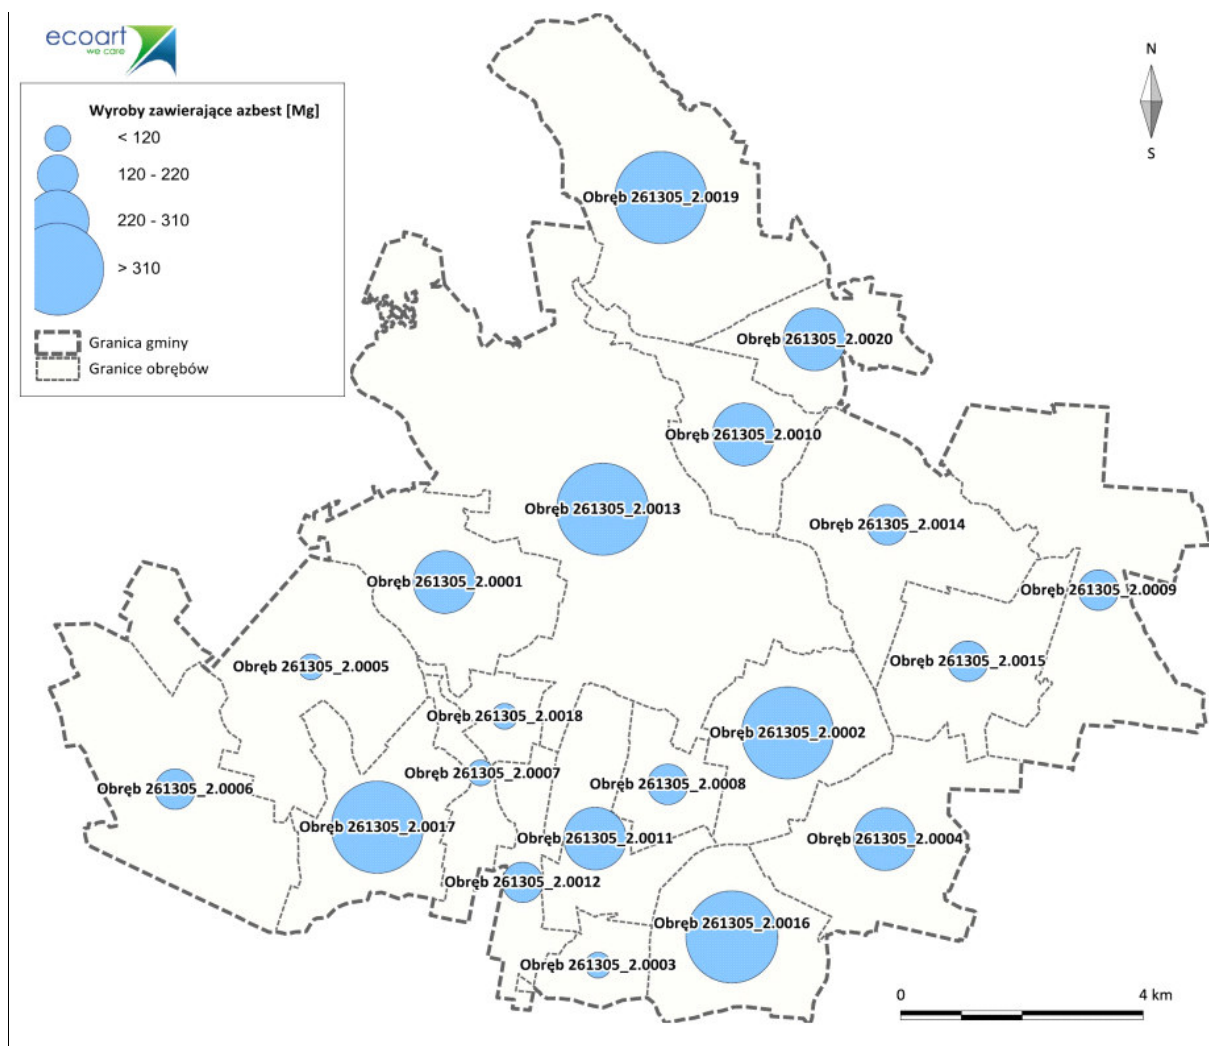 ecoart
we care
N
S
Wyroby zawierające azbest [Mg]
< 120
120 - 220
220 - 310
> 310
Granica gminy
Granice obrębów
Obręb 261305_2.0019
Obręb 261305_2.0020
Obręb 261305_2.0010
Obręb 261305_2.0013
Obręb 261305_2.0014
Obręb 261305_2.0001
Obręb 261305_2.0009
Obręb 261305_2.0005
Obręb 261305_2.0015
Obręb 261305_2.0018
Obręb 261305_2.0002
Obręb 261305_2.0007
Obręb 261305_2.0006
Obręb 261305_2.0008
Obręb 261305_2.0017
Obręb 261305_2.0011
Obręb 261305_2.0004
Obręb 261305_2.0012
Obręb 261305_2.0016
Obręb 261305_2.0003
0 4 km